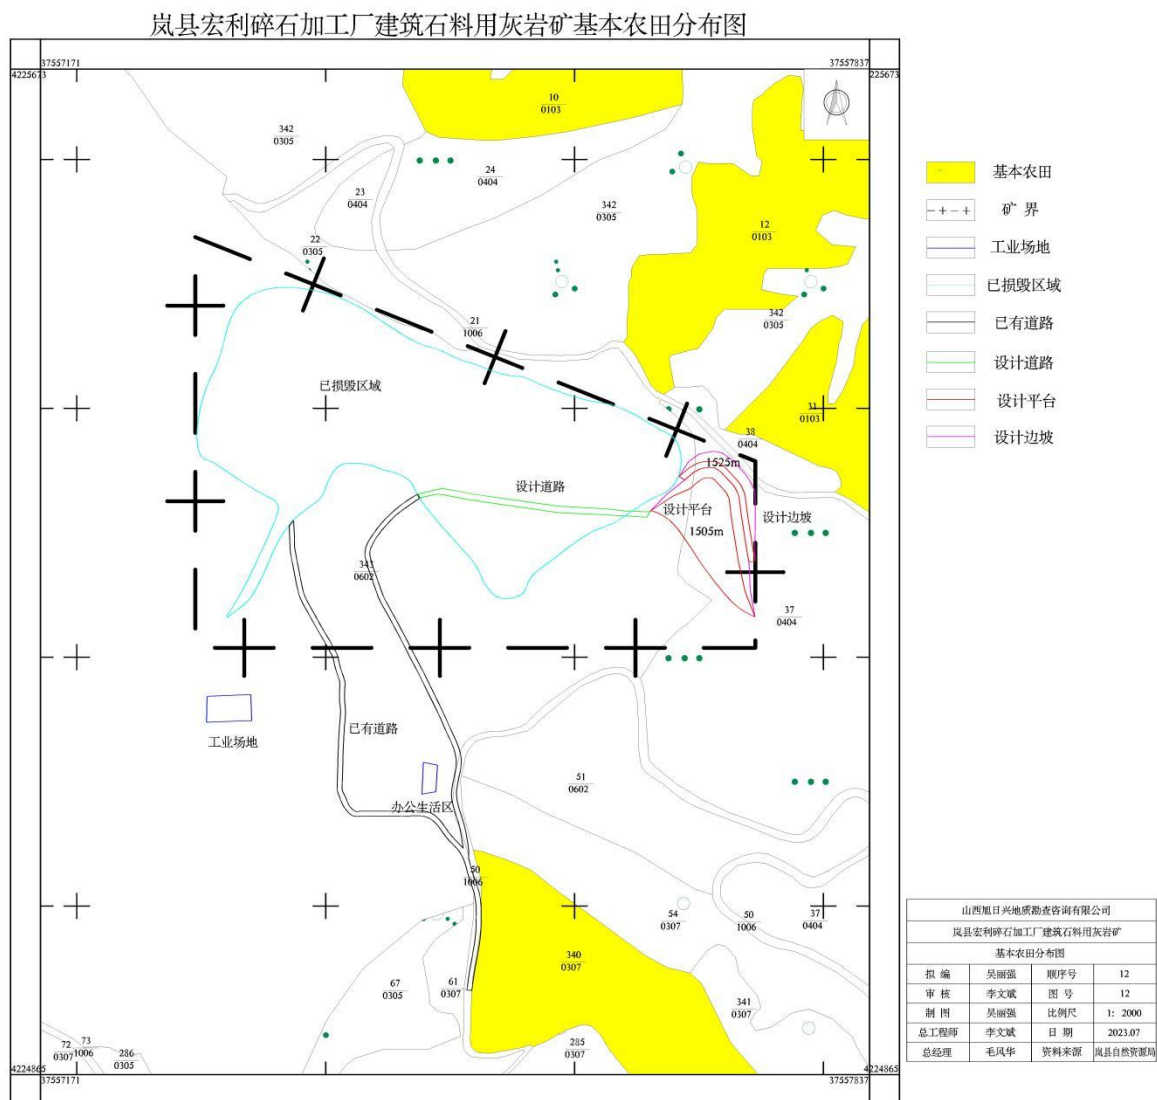 岚县宏利碎石加工厂建筑石料用灰岩矿基本农田分布图
37557171
37557837
4225673
225673
10
0103
342
0305
24
0404
23
0404
342
0305
12
0103
22
0305
21
1006
342
0305
已损毁区域
31
0103
38
0404
1525m
设计道路
设计平台
设计边坡
1505m
343
0602
37
0404
工业场地
已有道路
51
0602
办公生活区
50
1006
54
0307
50
1006
37
0404
340
0307
67
0305
61
0307
341
0307
72
0307
73
1006
286
0305
285
0307
4224865
4224865
37557171
37557837
基本农田
矿 界
工业场地
已损毁区域
已有道路
设计道路
设计平台
设计边坡
山西旭日兴地质勘查咨询有限公司
岚县宏利碎石加工厂建筑石料用灰岩矿
基本农田分布图
拟 编 吴丽强 顺序号 12
审 核 李文斌 图 号 12
制 图 吴丽强 比例尺 1: 2000
总工程师 李文斌 日 期 2023.07
总经理 毛风华 资料来源 岚县自然资源局